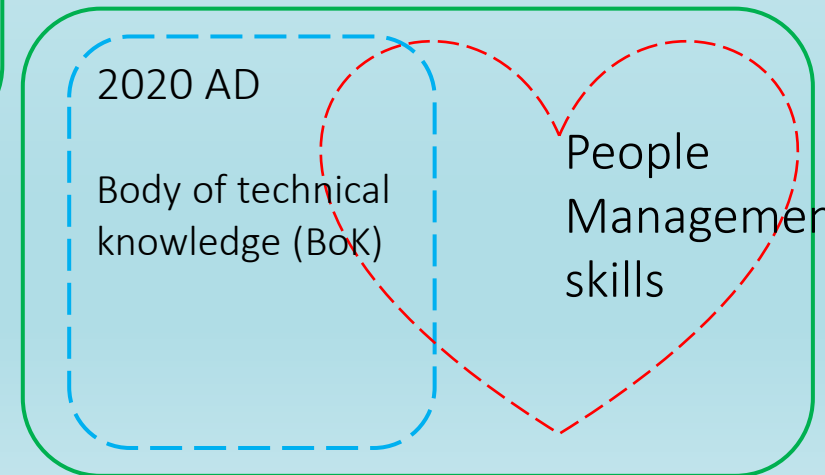 2020 AD
Body of technical
knowledge (BoK)
People
Managemen
skills